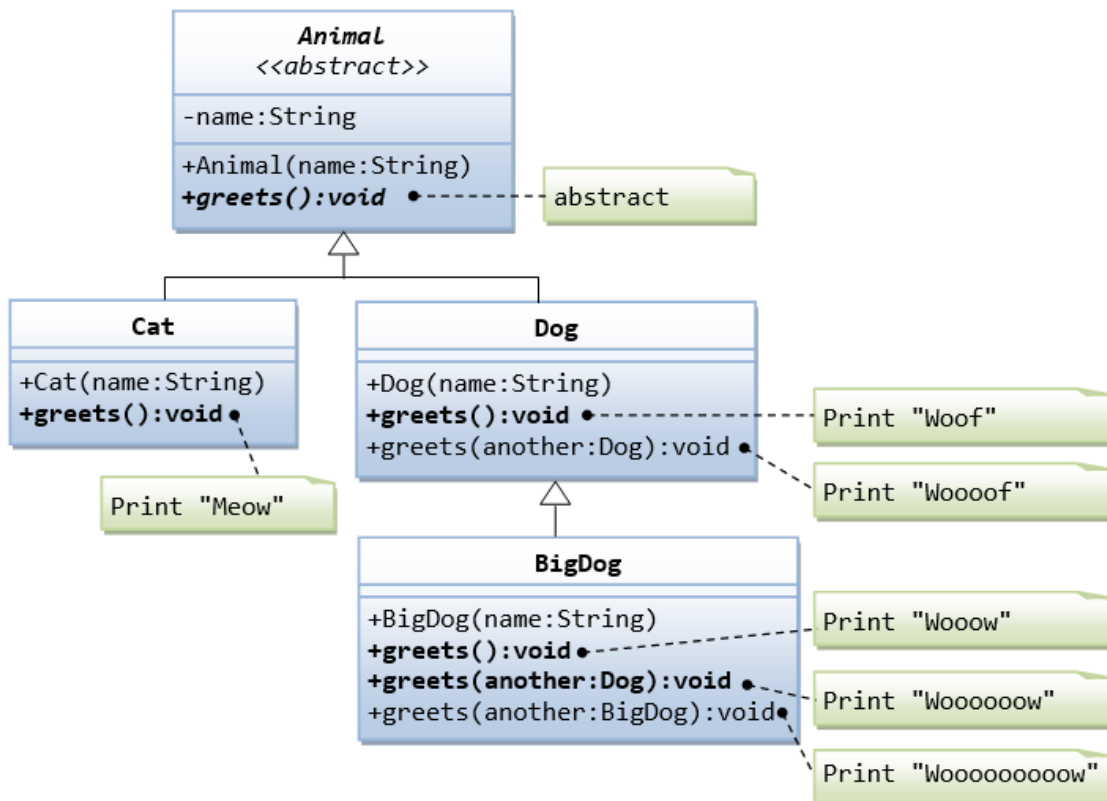 Animal
<<abstract>>
-name:String
+Animal(name:String)
+greets():void
abstract
Cat
+Cat(name:String)
+greets():void
Print "Meow"
Dog
+Dog(name:String)
+greets():void
+greets(another:Dog):void
Print "Woof"
Print "Woooof"
BigDog
+BigDog(name:String)
+greets():void
+greets(another:Dog):void
+greets(another:BigDog):void
Print "Wooow"
Print "Woooooow"
Print "Wooooooooow"